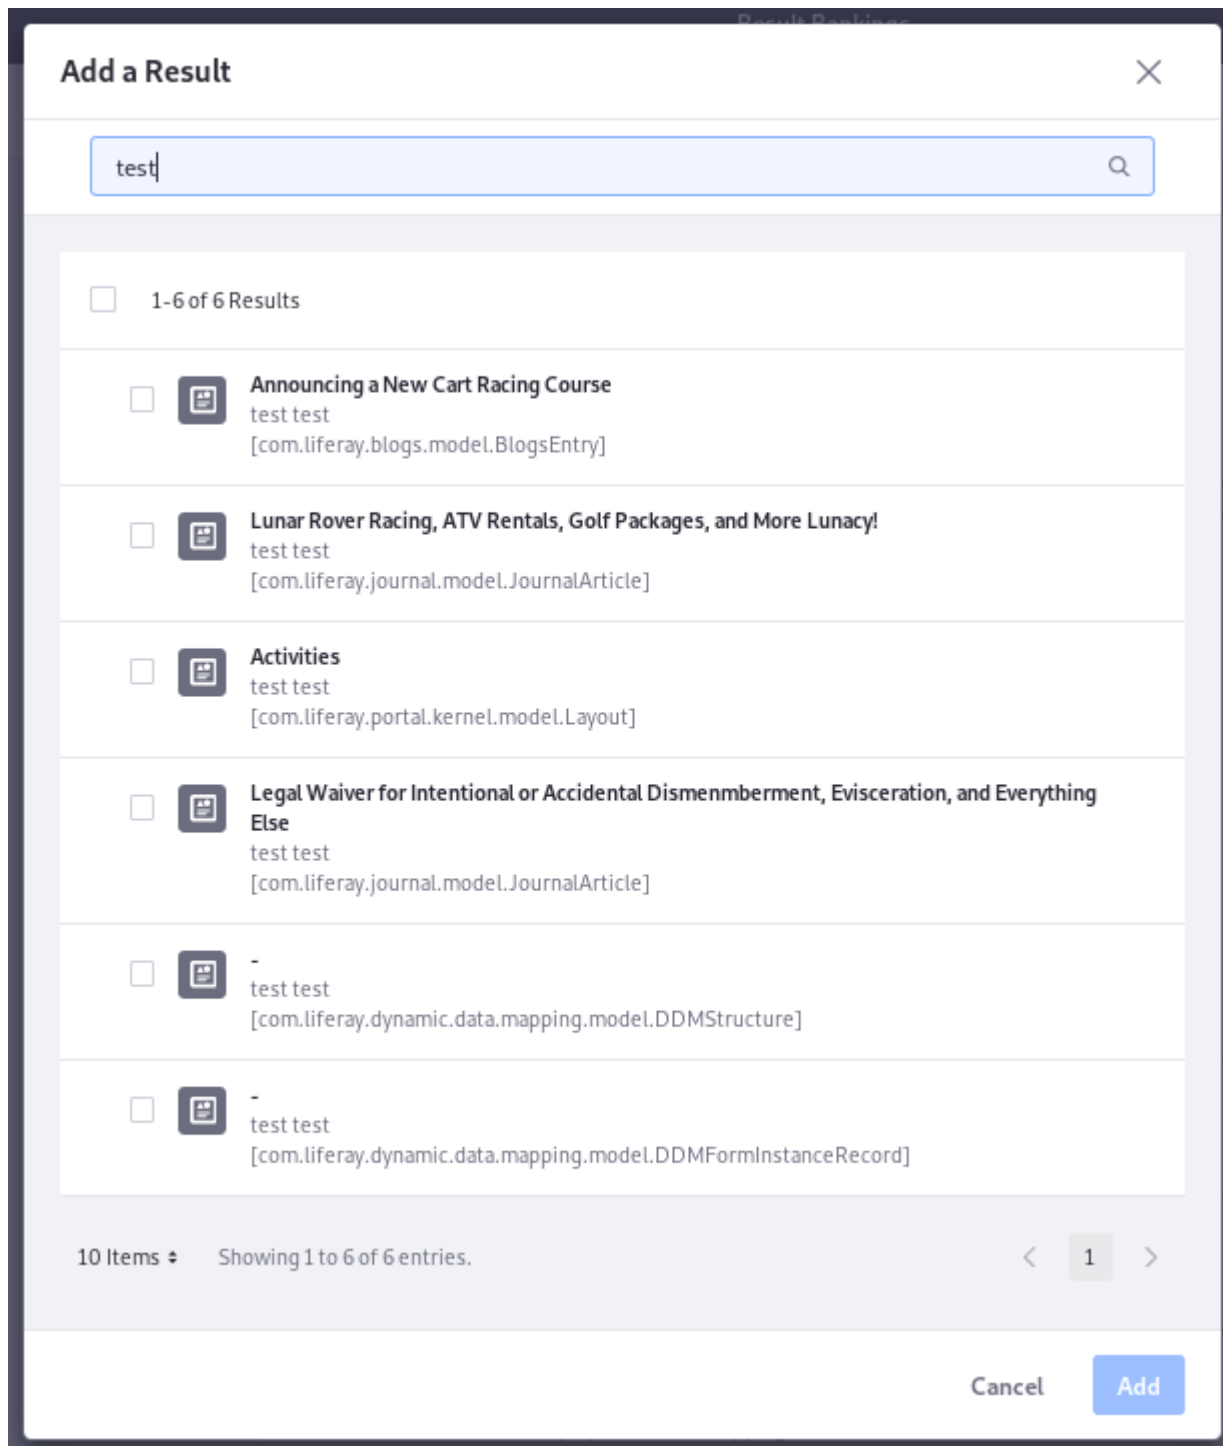 Result Rankings
Add a Result
test
1-6 of 6 Results
Announcing a New Cart Racing Course
test test
[com.liferay.blogs.model.BlogsEntry]
Lunar Rover Racing, ATV Rentals, Golf Packages, and More Lunacy!
test test
[com.liferay.journal.model.JournalArticle]
Activities
test test
[com.liferay.portal.kernel.model.Layout]
Legal Waiver for Intentional or Accidental Dismenmberment, Evisceration, and Everything
Else
test test
[com.liferay.journal.model.JournalArticle]
-
test test
[com.liferay.dynamic.data.mapping.model.DDMStructure]
-
test test
[com.liferay.dynamic.data.mapping.model.DDMFormInstanceRecord]
10 Items Showing 1 to 6 of 6 entries. 1
Cancel Add